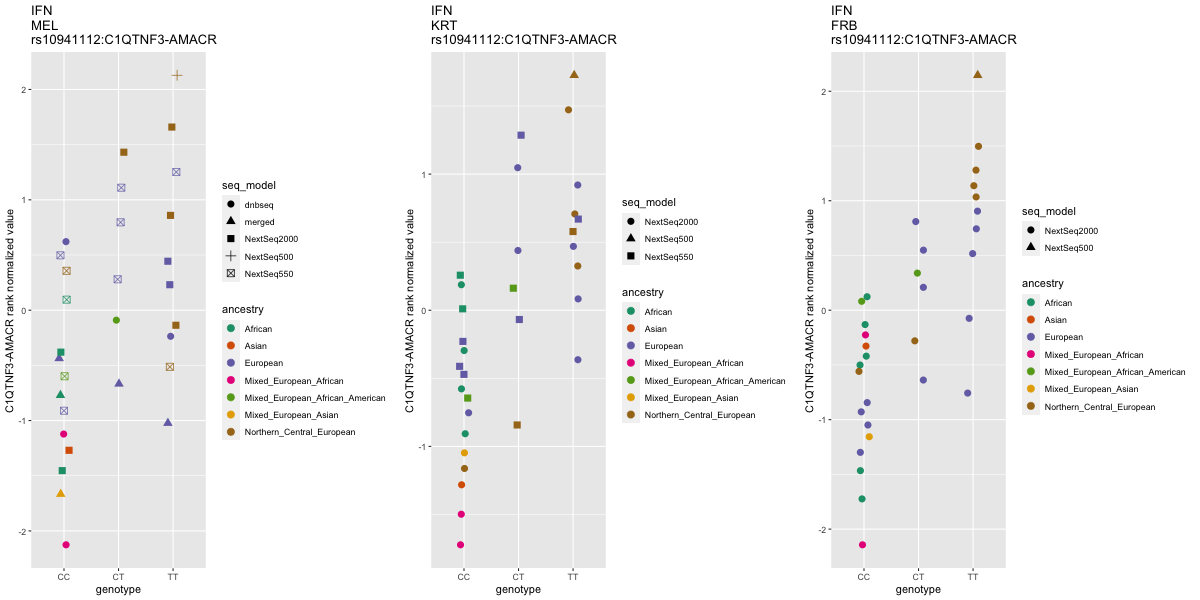 IFN
MEL
rs10941112:C1QTNF3-AMACR
C1QTNF3-AMACR rank normalized value
2
1
0
-1
-2
CC
CT
TT
genotype
seq_model
dnbseq
merged
NextSeq2000
NextSeq500
NextSeq550
ancestry
African
Asian
European
Mixed_European_African
Mixed_European_African_American
Mixed_European_Asian
Northern_Central_European
IFN
KRT
rs10941112:C1QTNF3-AMACR
C1QTNF3-AMACR rank normalized value
1
0
-1
CC
CT
TT
genotype
seq_model
NextSeq2000
NextSeq500
NextSeq550
ancestry
African
Asian
European
Mixed_European_African
Mixed_European_African_American
Mixed_European_Asian
Northern_Central_European
IFN
FRB
rs10941112:C1QTNF3-AMACR
C1QTNF3-AMACR rank normalized value
2
1
0
-1
-2
CC
CT
TT
genotype
seq_model
NextSeq2000
NextSeq500
ancestry
African
Asian
European
Mixed_European_African
Mixed_European_African_American
Mixed_European_Asian
Northern_Central_European